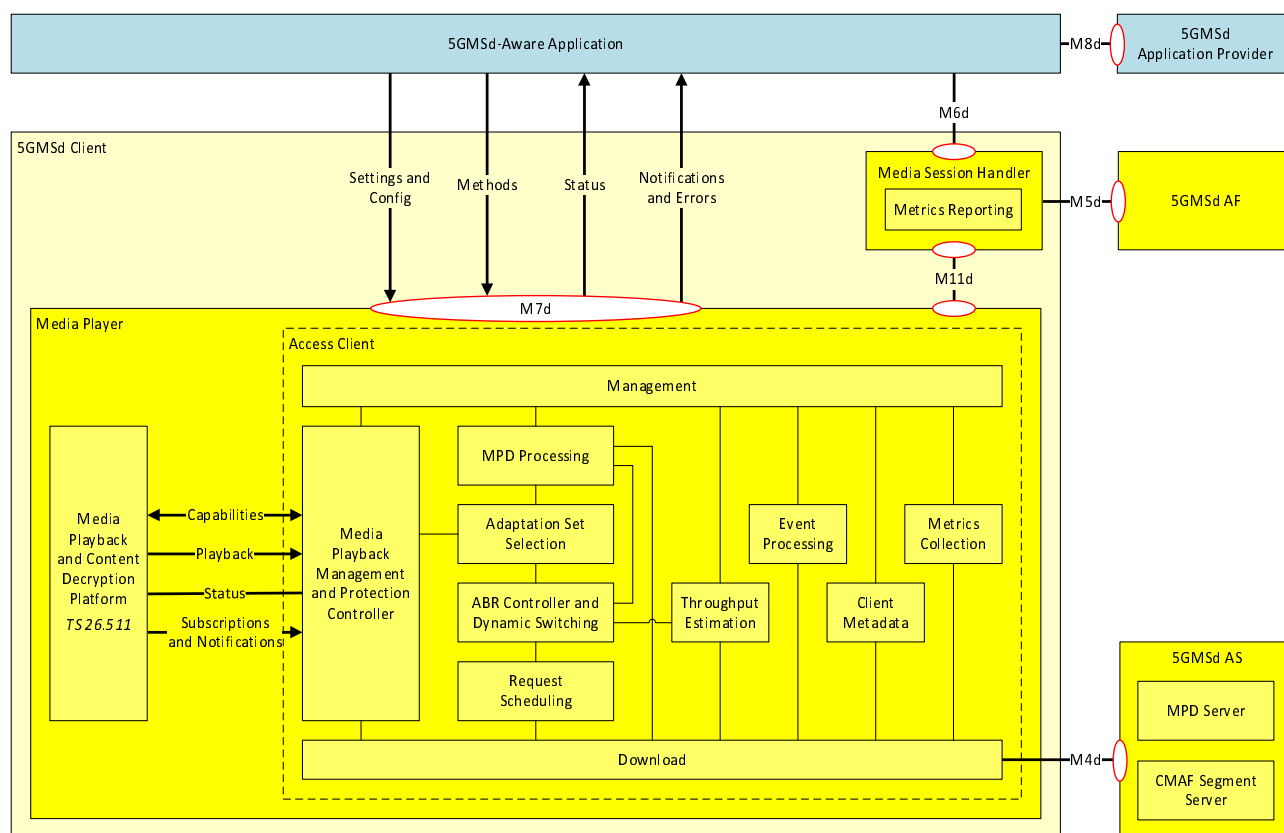 5GMSd-Aware Application
M8d
5GMSd
Application Provider
M6d
5GMSd Client
Settings and
Config
Methods
Status
Notifications
and Errors
Media Session Handler
Metrics Reporting
M5d
5GMSd AF
M11d
M7d
Media Player
Access Client
Management
Media
Playback
and Content
Decryption
Platform
TS26.511
Capabilities
Playback
Status
Subscriptions
and Notifications
Media
Playback
Management
and Protection
Controller
MPD Processing
Adaptation Set
Selection
ABR Controller and
Dynamic Switching
Request
Scheduling
Throughput
Estimation
Event
Processing
Client
Metadata
Metrics
Collection
Download
M4d
5GMSd AS
MPD Server
CMAF Segment
Server